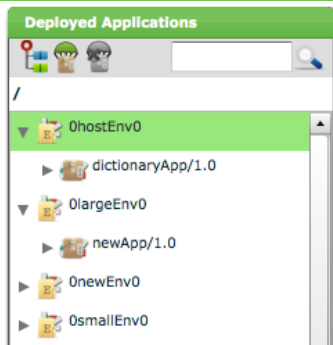 Deployed Applications
/
0hostEnv0
dictionaryApp/1.0
0largeEnv0
newApp/1.0
0newEnv0
0smallEnv0